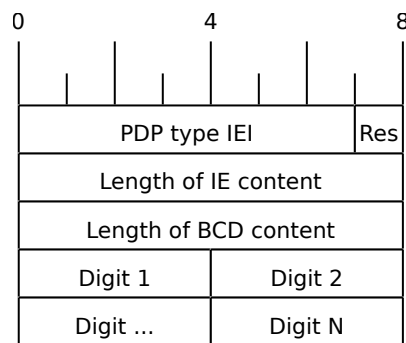 0 4 8
PDP type IEI Res
Length of IE content
Length of BCD content
Digit 1 Digit 2
Digit ... Digit N